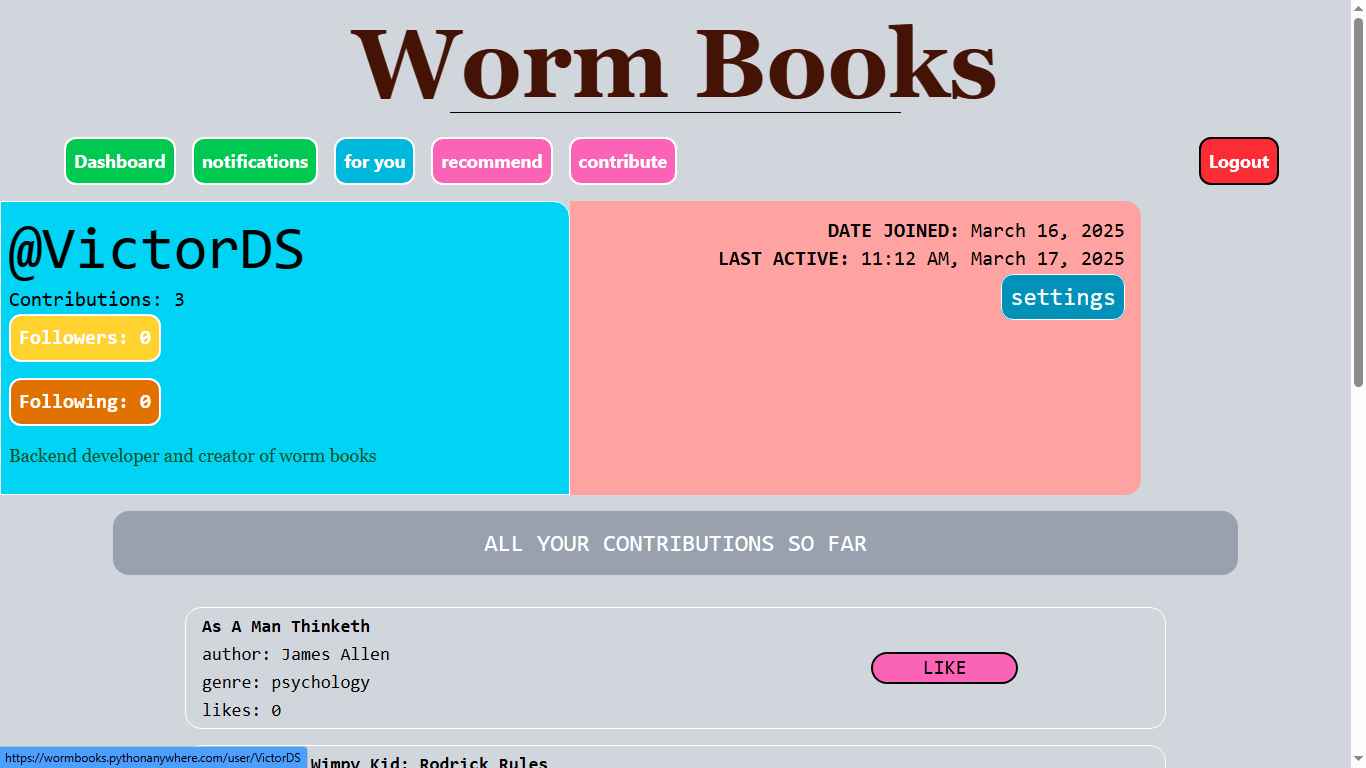 Worm Books
Dashboard notifications for you recommend contribute Logout
@VictorDS
Contributions: 3
Followers: 0
Following: 0
Backend developer and creator of worm books
DATE JOINED: March 16, 2025
LAST ACTIVE: 11:12 AM, March 17, 2025
settings
ALL YOUR CONTRIBUTIONS SO FAR
As A Man Thinketh
author: James Allen
genre: psychology
likes: 0
LIKE
Wimpy Kid: Rodrick Rules
https://wormbooks.pythonanywhere.com/user/VictorDS